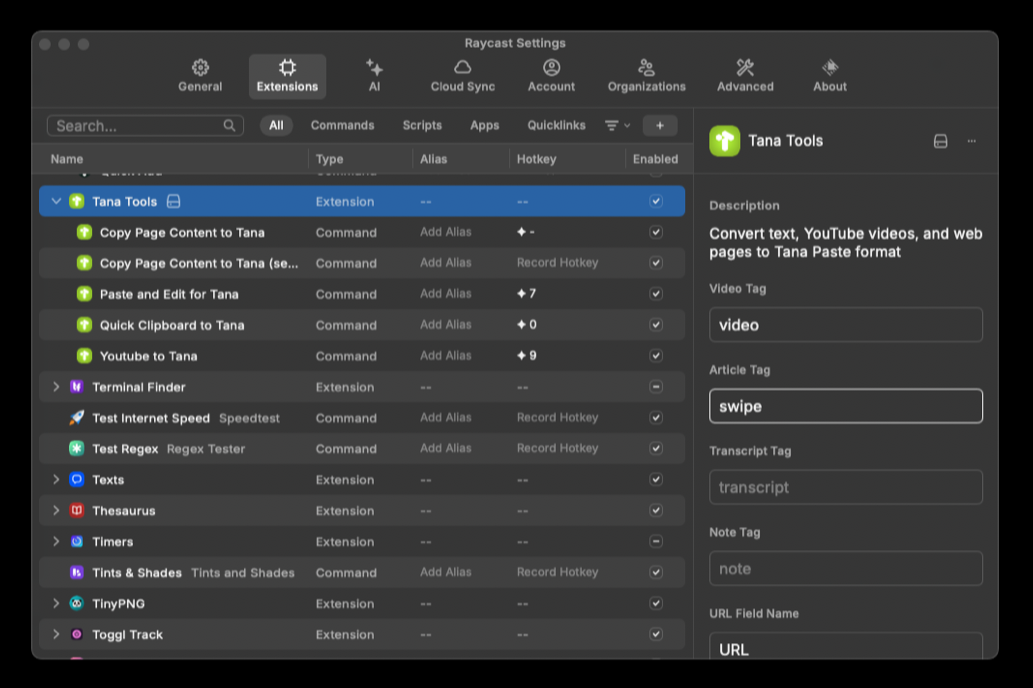 Raycast Settings
General
Extensions
AI
Cloud Sync
Account
Organizations
Advanced
About
Search...
All
Commands
Scripts
Apps
Quicklinks
+
Name Type Alias Hotkey Enabled
Tana Tools Extension -- --
Copy Page Content to Tana Command Add Alias ✦ -
Copy Page Content to Tana (se... Command Add Alias Record Hotkey
Paste and Edit for Tana Command Add Alias ✦ 7
Quick Clipboard to Tana Command Add Alias ✦ 0
Youtube to Tana Command Add Alias ✦ 9
Terminal Finder Extension -- --
Test Internet Speed Speedtest Command Add Alias Record Hotkey
Test Regex Regex Tester Command Add Alias Record Hotkey
Texts Extension -- --
Thesaurus Extension -- --
Timers Extension -- --
Tints & Shades Tints and Shades Command Add Alias Record Hotkey
TinyPNG Extension -- --
Toggl Track Extension -- --
Tana Tools
Description
Convert text, YouTube videos, and web
pages to Tana Paste format
Video Tag
video
Article Tag
swipe
Transcript Tag
transcript
Note Tag
note
URL Field Name
URL